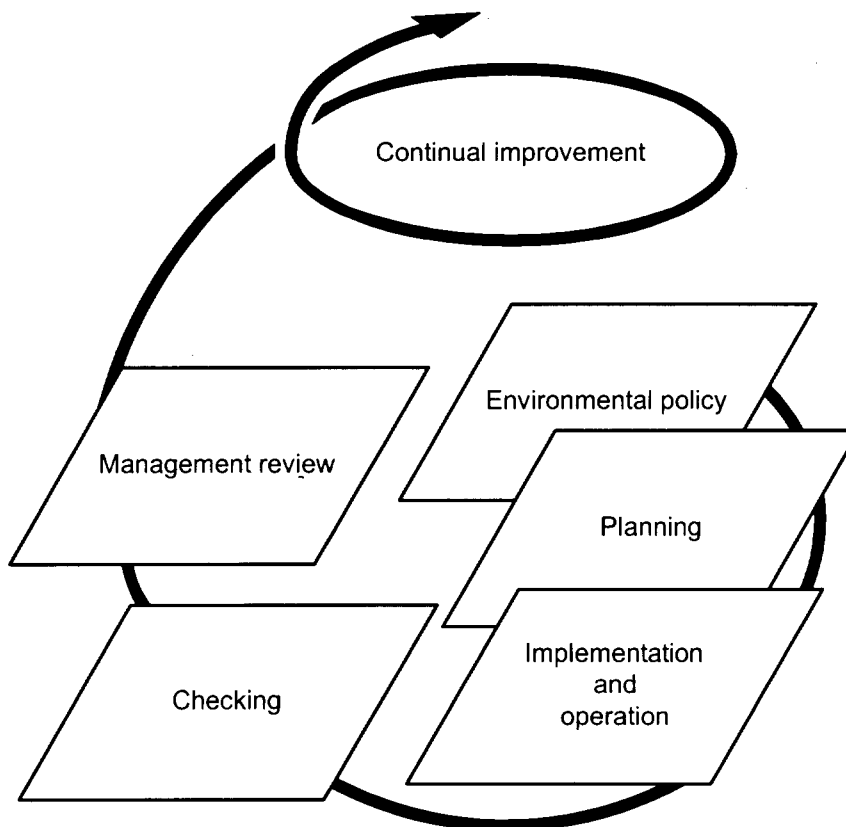 Continual improvement
Environmental policy
Management review
Planning
Implementation
and
operation
Checking